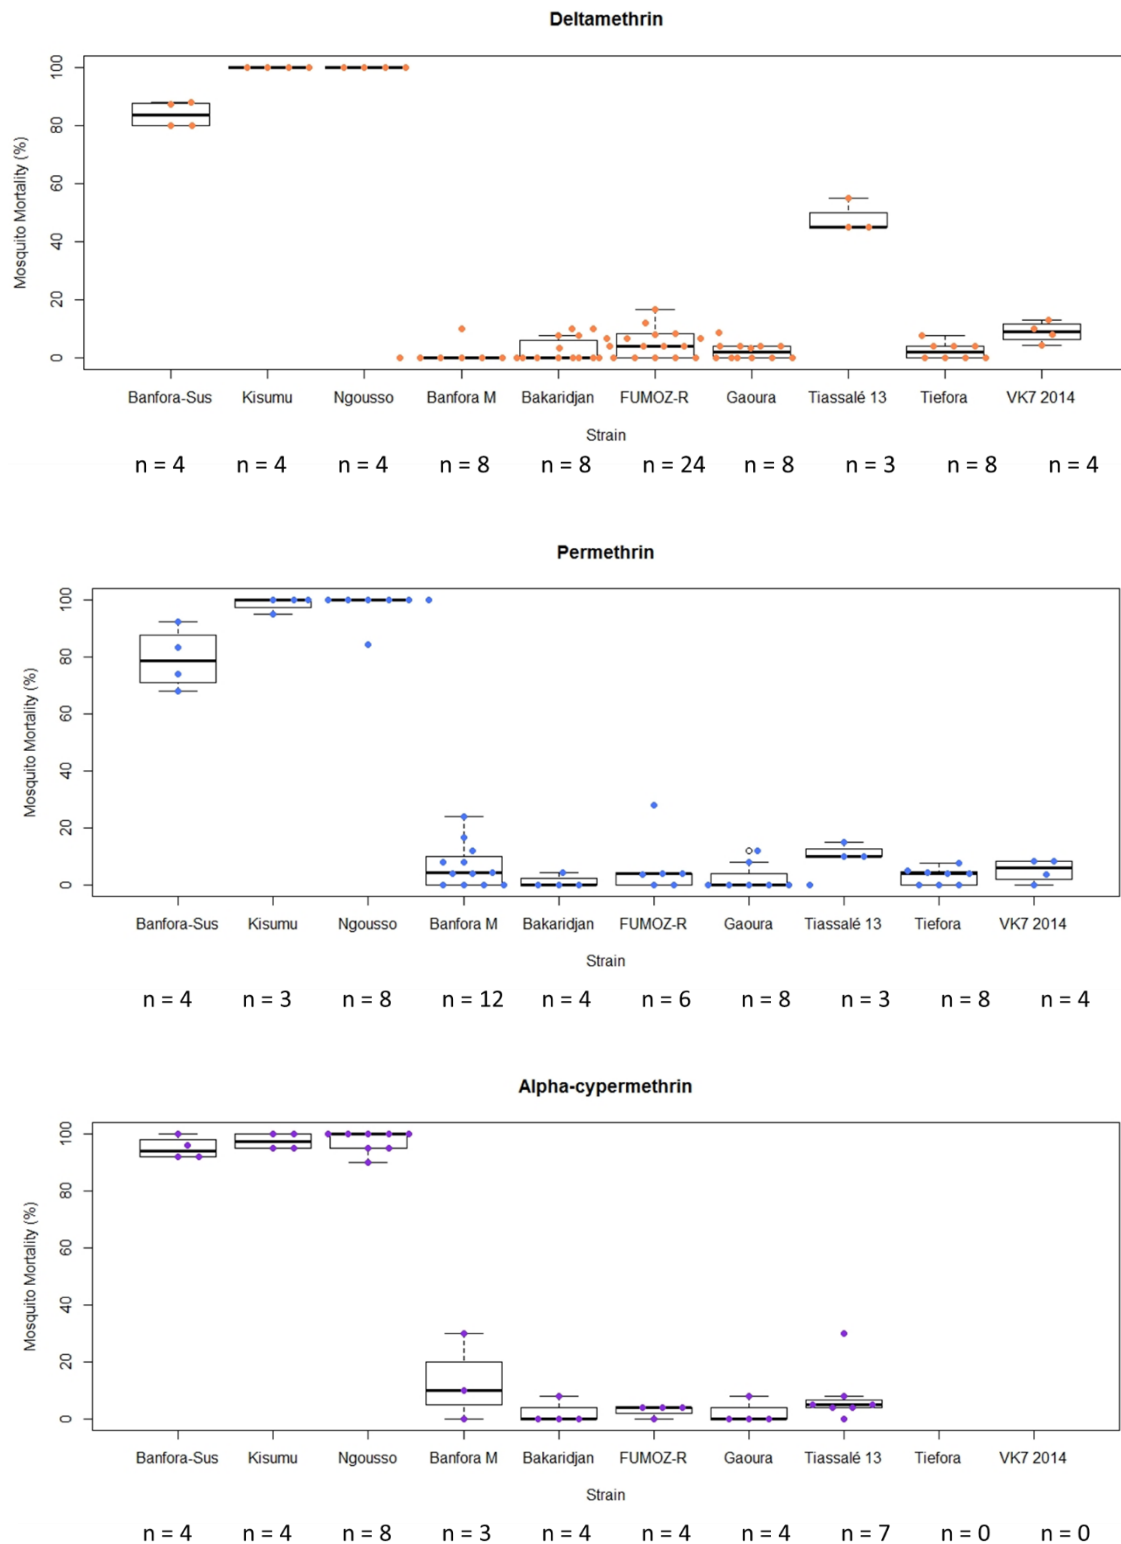 Deltamethrin
Mosquito Mortality (%)
100
80
60
40
20
0
Banfora-Sus Kisumu Ngousso Banfora M Bakaridjan FUMOZ-R Gaoura Tiassalé 13 Tiefora VK7 2014
Strain
n = 4 n = 4 n = 4 n = 8 n = 8 n = 24 n = 8 n = 3 n = 8 n = 4
Permethrin
Mosquito Mortality (%)
100
80
60
40
20
0
Banfora-Sus Kisumu Ngousso Banfora M Bakaridjan FUMOZ-R Gaoura Tiassalé 13 Tiefora VK7 2014
Strain
n = 4 n = 3 n = 8 n = 12 n = 4 n = 6 n = 8 n = 3 n = 8 n = 4
Alpha-cypermethrin
Mosquito Mortality (%)
100
80
60
40
20
0
Banfora-Sus Kisumu Ngousso Banfora M Bakaridjan FUMOZ-R Gaoura Tiassalé 13 Tiefora VK7 2014
Strain
n = 4 n = 4 n = 8 n = 3 n = 4 n = 4 n = 4 n = 7 n = 0 n = 0